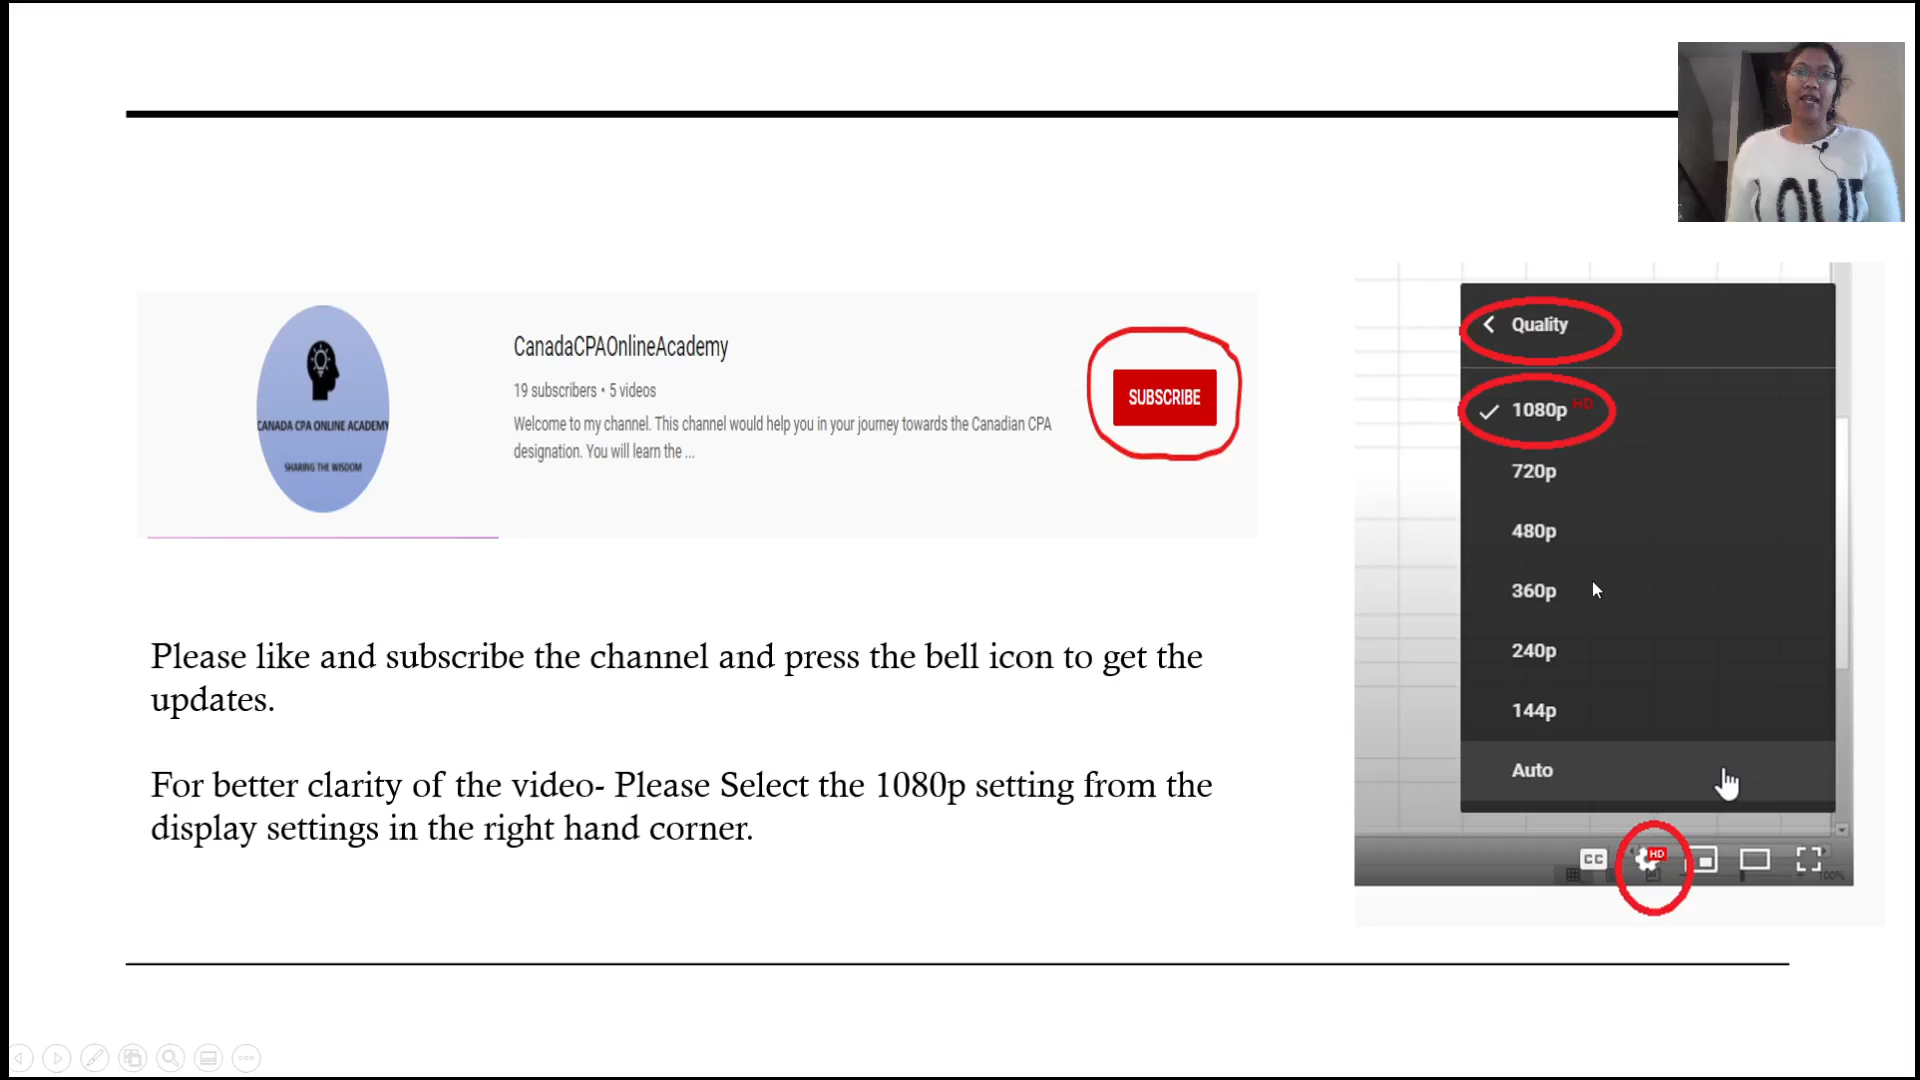 CanadaCPAOnlineAcademy
19 subscribers • 5 videos
Welcome to my channel. This channel would help you in your journey towards the Canadian CPA
designation. You will learn the ...
SUBSCRIBE
CANADA CPA ONLINE ACADEMY
SHARING THE WISDOM
Please like and subscribe the channel and press the bell icon to get the
updates.
For better clarity of the video- Please Select the 1080p setting from the
display settings in the right hand corner.
Quality
1080p HD
720p
480p
360p
240p
144p
Auto
CC
HD
100%